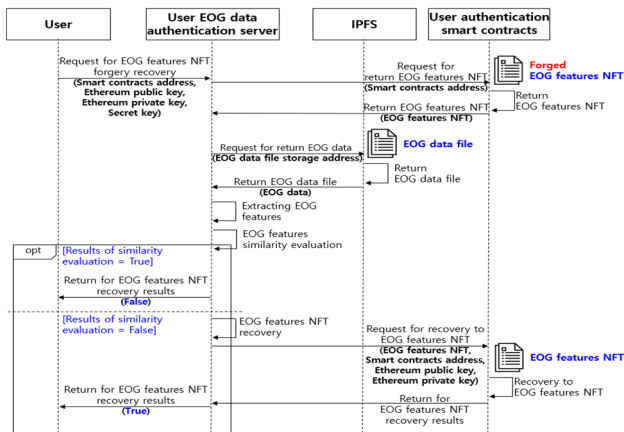 User
User EOG data
authentication server
IPFS
User authentication
smart contracts
Request for EOG features NFT
forgery recovery
(Smart contracts address,
Ethereum public key,
Ethereum private key,
Secret key)
Request for
return EOG features NFT
(Smart contracts address)
Forged
EOG features NFT
Return
EOG features NFT
Return EOG features NFT
(EOG features NFT)
Request for return EOG data
(EOG data file storage address)
EOG data file
Return
EOG data file
Return EOG data file
(EOG data)
Extracting EOG
features
EOG features
similarity evaluation
opt
[Results of similarity
evaluation = True]
Return for EOG features NFT
recovery results
(False)
[Results of similarity
evaluation = False]
EOG features NFT
recovery
Request for recovery to
EOG features NFT
(EOG features NFT,
Smart contracts address,
Ethereum public key,
Ethereum private key)
EOG features NFT
Recovery to
EOG features NFT
Return for EOG features NFT
recovery results
(True)
Return for
EOG features NFT
recovery results